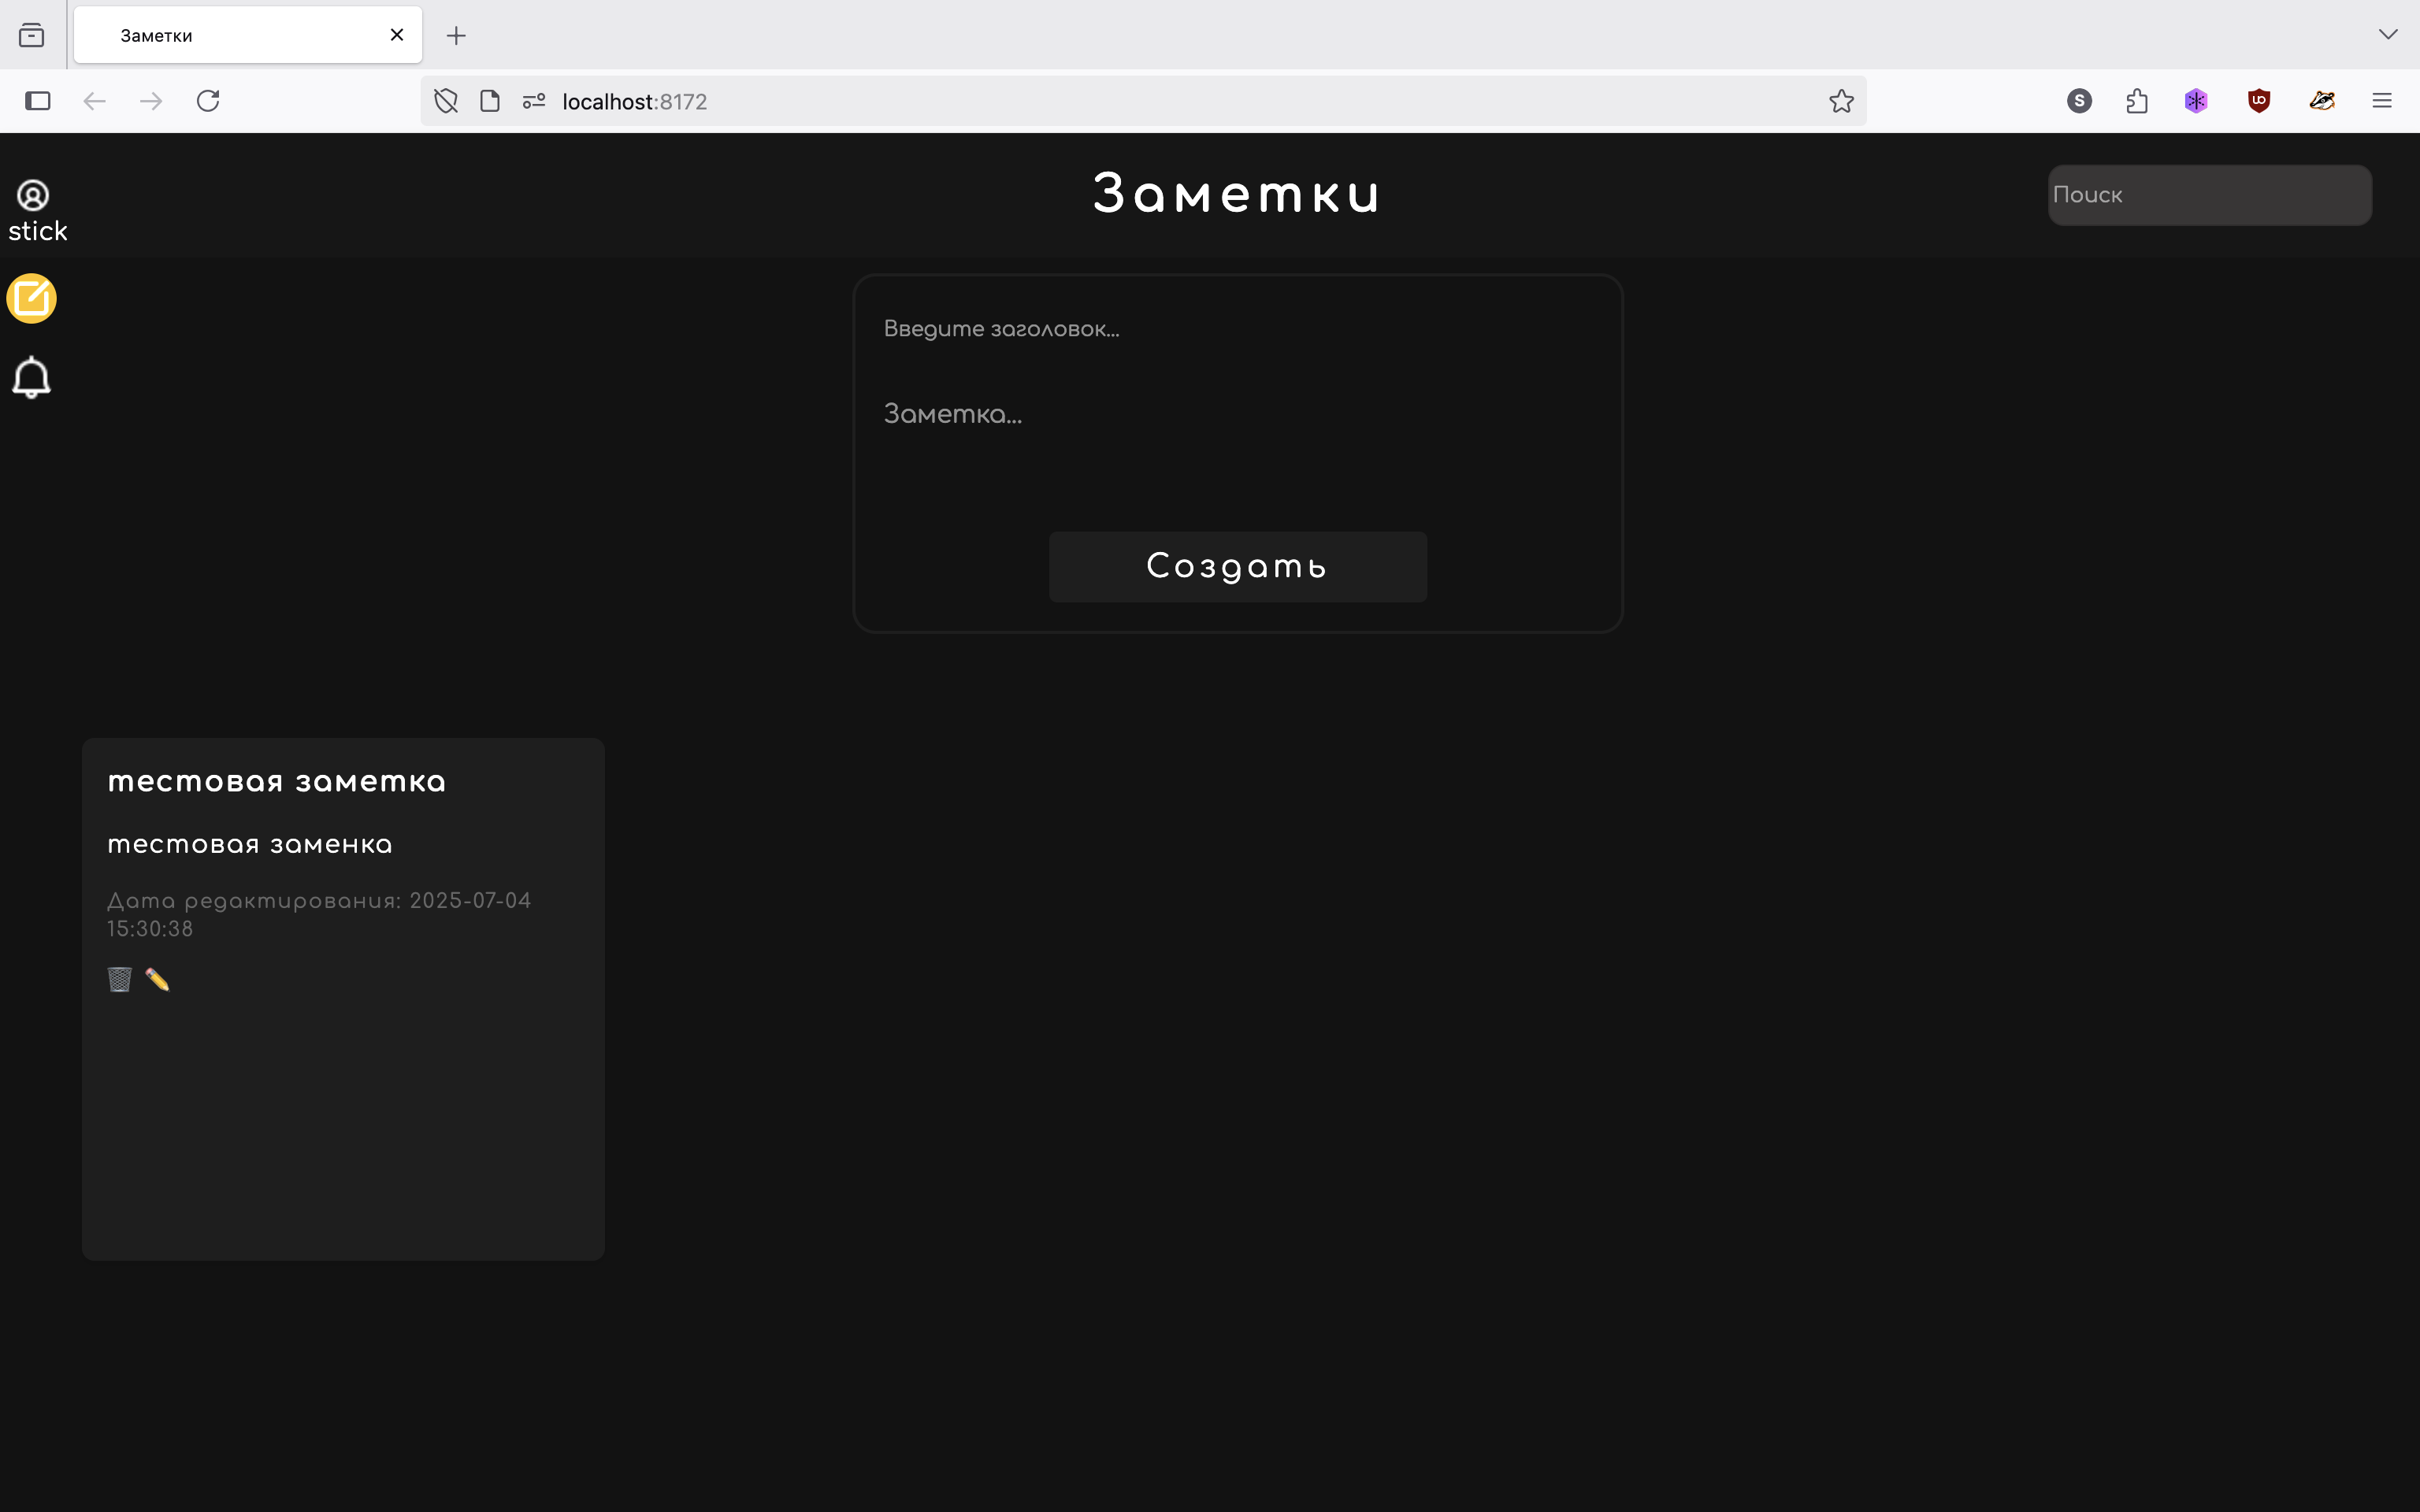 Заметки
localhost:8172
S
Заметки
Поиск
stick
Введите заголовок...
Заметка...
Создать
тестовая заметка
тестовая заменка
Дата редактирования: 2025-07-04
15:30:38